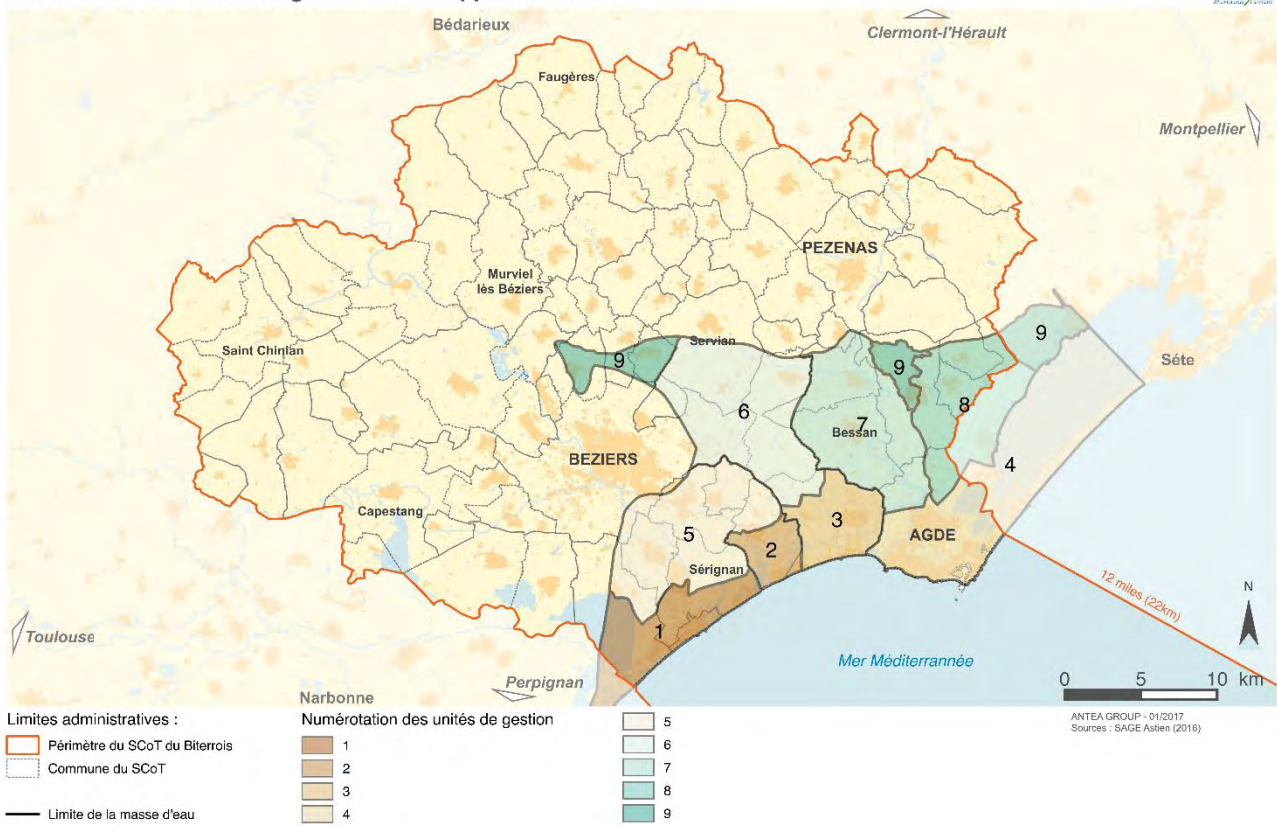 Bédarieux
Clermont-l'Hérault
Faugères
Montpellier
PEZENAS
Murviel
lès Béziers
Servian
Saint Chinian
Sète
9
9
9
8
6
7
Bessan
BEZIERS
4
Capestang
3
5
AGDE
2
Sérignan
12 miles (22km)
N
1
Toulouse
Mer Méditerrannée
0 5 10 km
Perpignan
Narbonne
ANTEA GROUP - 01/2017
Sources : SAGE Astien (2016)
Limites administratives :
Périmètre du SCoT du Biterrois
Commune du SCoT
Limite de la masse d'eau
Numérotation des unités de gestion
1
2
3
4
5
6
7
8
9